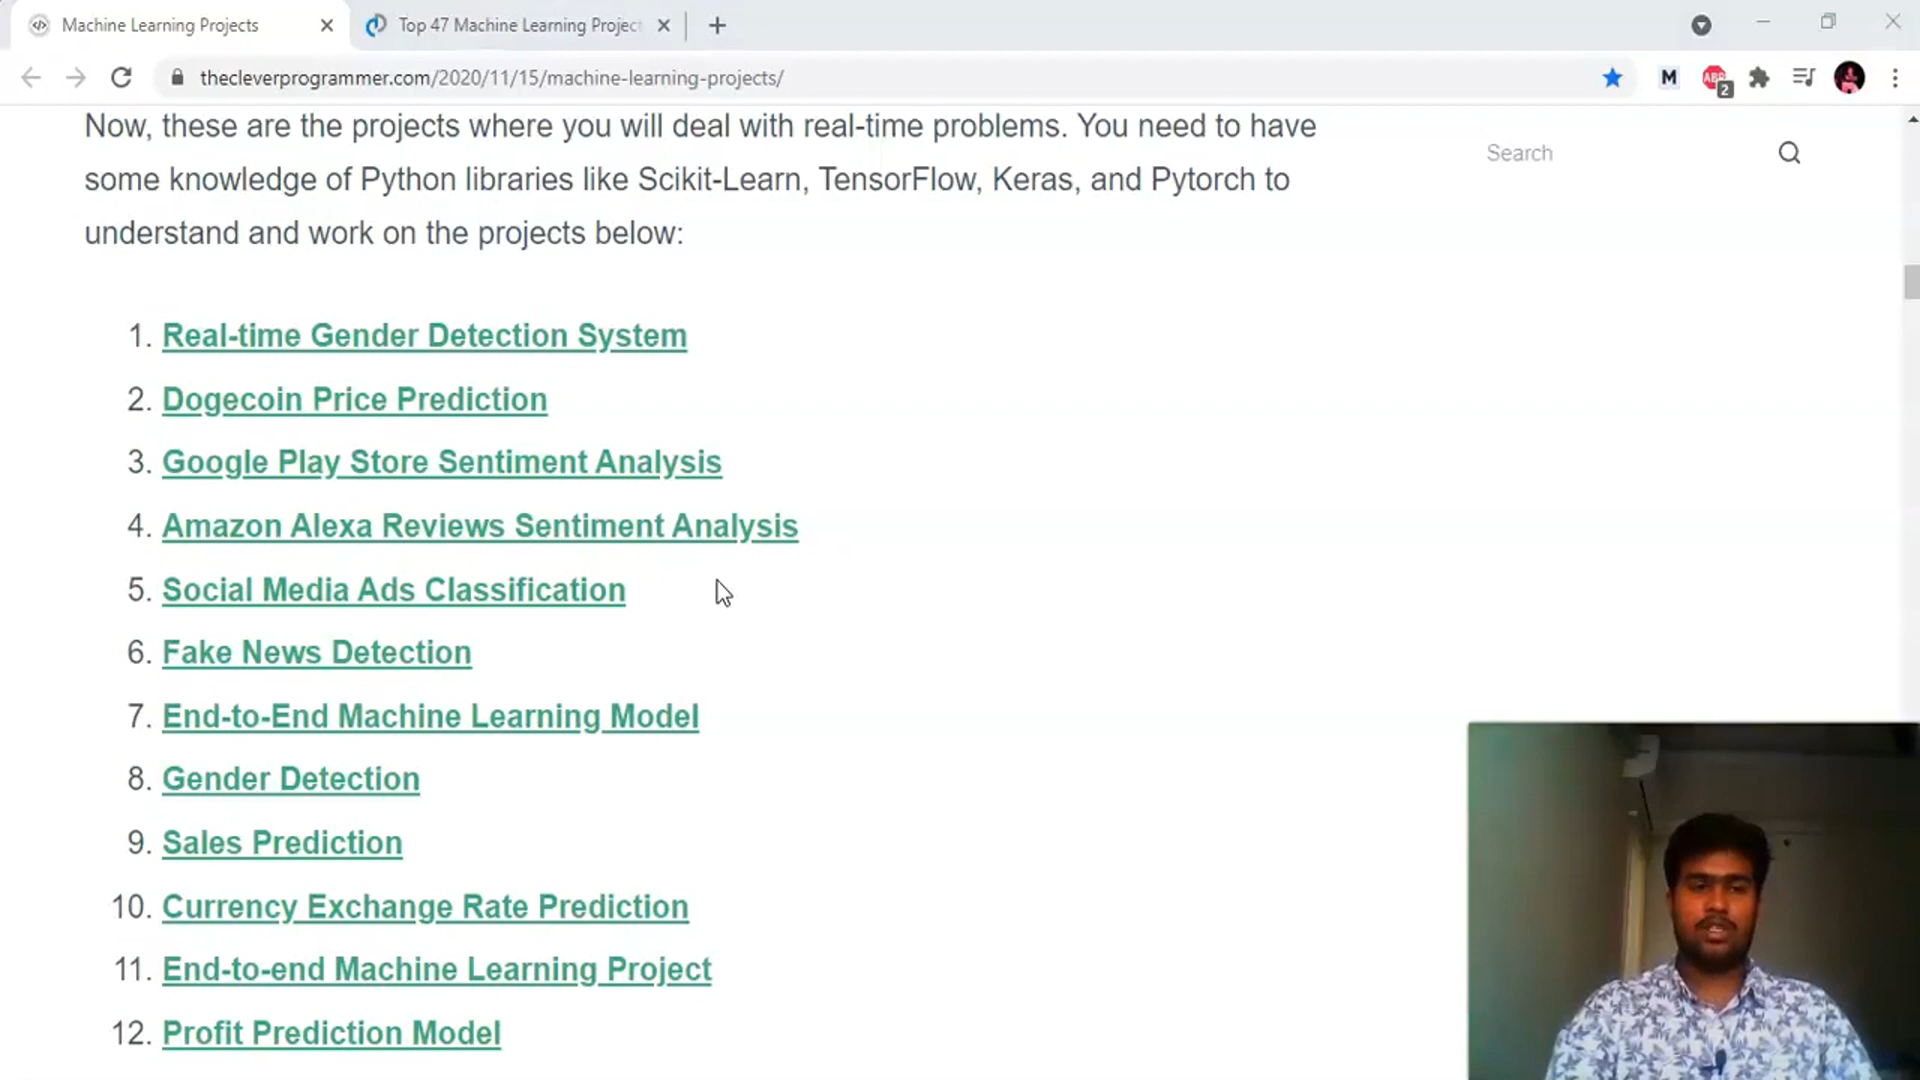 Machine Learning Projects
Top 47 Machine Learning Project
thecleverprogrammer.com/2020/11/15/machine-learning-projects/
M
ABP
2
Now, these are the projects where you will deal with real-time problems. You need to have
some knowledge of Python libraries like Scikit-Learn, TensorFlow, Keras, and Pytorch to
understand and work on the projects below:
Search
1. Real-time Gender Detection System
2. Dogecoin Price Prediction
3. Google Play Store Sentiment Analysis
4. Amazon Alexa Reviews Sentiment Analysis
5. Social Media Ads Classification
6. Fake News Detection
7. End-to-End Machine Learning Model
8. Gender Detection
9. Sales Prediction
10. Currency Exchange Rate Prediction
11. End-to-end Machine Learning Project
12. Profit Prediction Model